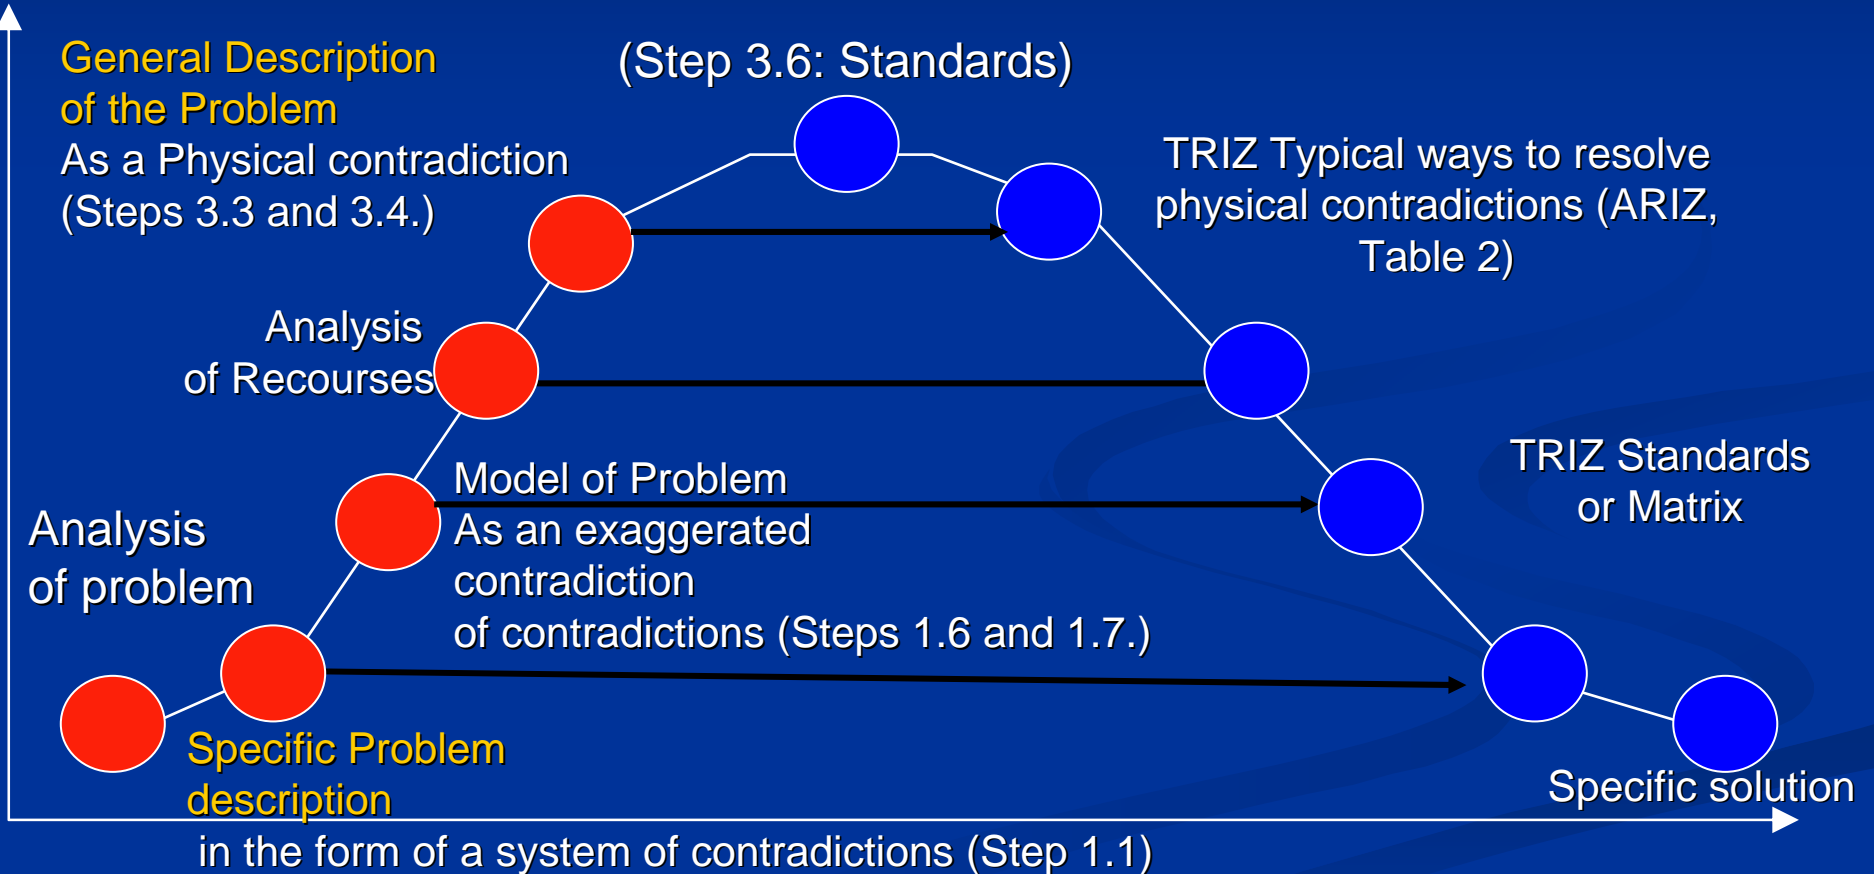 General Description
of the Problem
As a Physical contradiction
(Steps 3.3 and 3.4.)
(Step 3.6: Standards)
TRIZ Typical ways to resolve
physical contradictions (ARIZ,
Table 2)
Analysis
of Recourses
Model of Problem
As an exaggerated
contradiction
of contradictions (Steps 1.6 and 1.7.)
TRIZ Standards
or Matrix
Analysis
of problem
Specific Problem
description
in the form of a system of contradictions (Step 1.1)
Specific solution